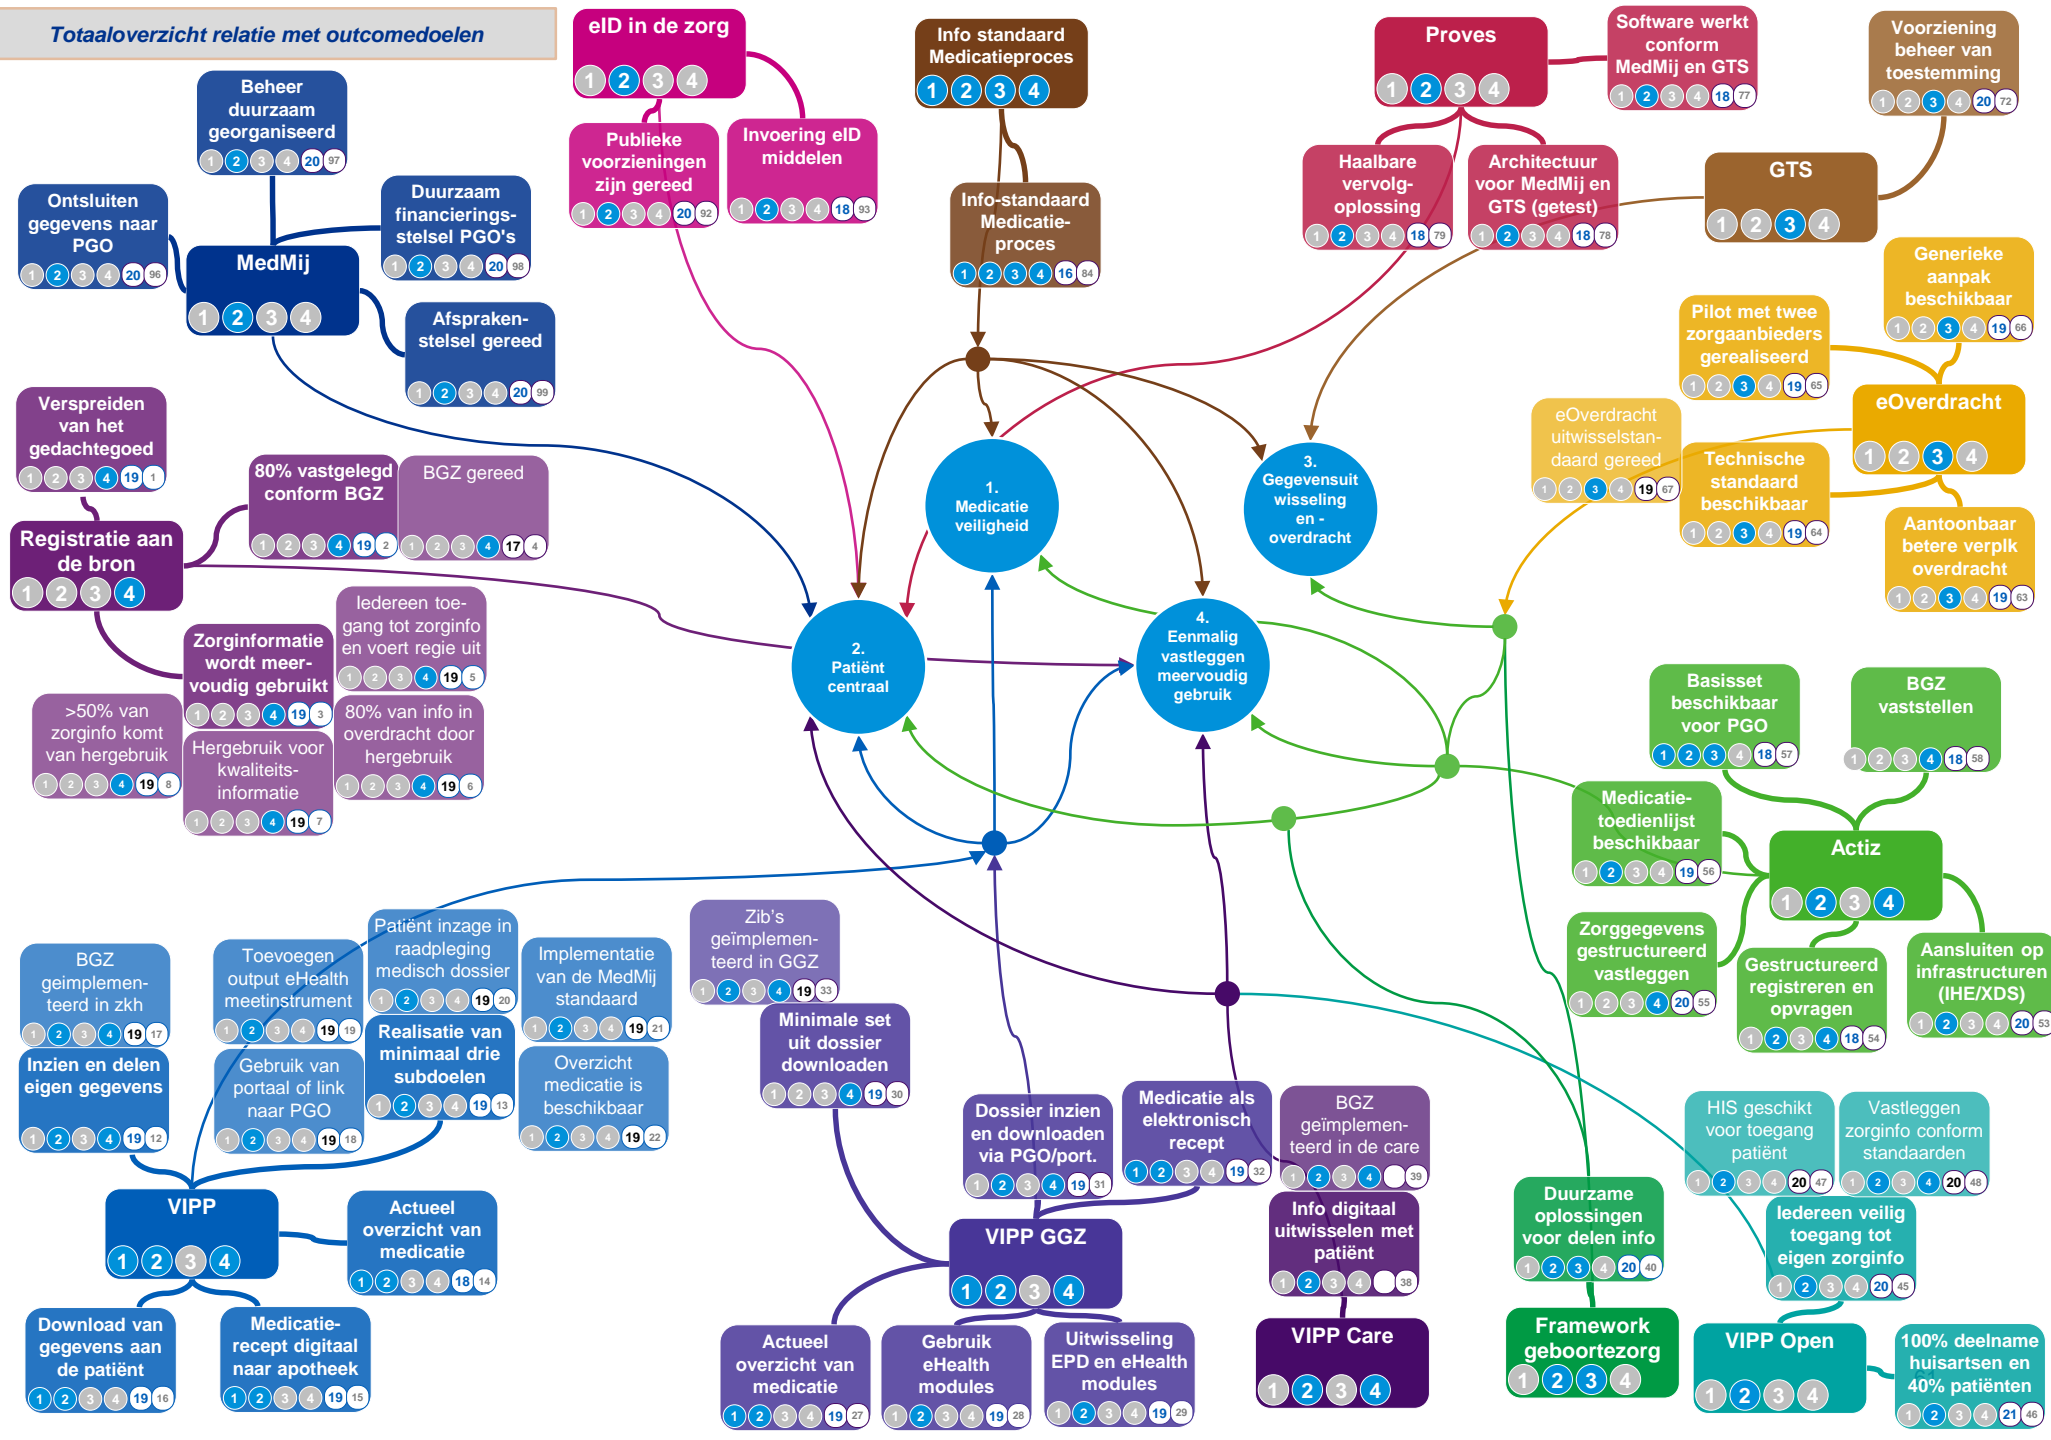 Totaaloverzicht relatie met outcomedoelen
eID in de zorg
1 2 3 4
Publieke
voorzieningen
zijn gereed
1 2 3 4 20 92
Invoering eID
middelen
1 2 3 4 18 93
Info standaard
Medicatieproces
1 2 3 4
Info-standaard
Medicatie-
proces
1 2 3 4 16 84
Proves
1 2 3 4
Software werkt
conform
MedMij en GTS
1 2 3 4 18 77
Haalbare
vervolg-
oplossing
1 2 3 4 18 79
Architectuur
voor MedMij en
GTS (getest)
1 2 3 4 18 78
Voorziening
beheer van
toestemming
1 2 3 4 20 72
GTS
1 2 3 4
Beheer
duurzaam
georganiseerd
1 2 3 4 20 97
Ontsluiten
gegevens naar
PGO
1 2 3 4 20 96
Duurzaam
financierings-
stelsel PGO's
1 2 3 4 20 98
MedMij
1 2 3 4
Afspraken-
stelsel gereed
1 2 3 4 20 99
Generieke
aanpak
beschikbaar
1 2 3 4 19 66
Pilot met twee
zorgaanbieders
gerealiseerd
1 2 3 4 19 65
eOverdracht
1 2 3 4
eOverdracht
uitwisselstan-
daard gereed
1 2 3 4 19 67
Technische
standaard
beschikbaar
1 2 3 4 19 64
Aantoonbaar
betere verplk
overdracht
1 2 3 4 19 63
Verspreiden
van het
gedachtegoed
1 2 3 4 19 1
80% vastgelegd
conform BGZ
1 2 3 4 19 2
BGZ gereed
1 2 3 4 17 4
Registratie aan
de bron
1 2 3 4
Iedereen toe-
gang tot zorginfo
en voert regie uit
1 2 3 4 19 5
Zorginformatie
wordt meer-
voudig gebruikt
1 2 3 4 19 3
>50% van
zorginfo komt
van hergebruik
1 2 3 4 19 8
Hergebruik voor
kwaliteits-
informatie
1 2 3 4 19 7
80% van info in
overdracht door
hergebruik
1 2 3 4 19 6
1.
Medicatie
veiligheid
2.
Patiënt
centraal
3.
Gegevensuit
wisseling
en -
overdracht
4.
Eenmalig
vastleggen
meervoudig
gebruik
Basisset
beschikbaar
voor PGO
1 2 3 4 18 57
BGZ
vaststellen
1 2 3 4 18 58
Medicatie-
toedienlijst
beschikbaar
1 2 3 4 19 56
Actiz
1 2 3 4
Zorggegevens
gestructureerd
vastleggen
1 2 3 4 20 55
Gestructureerd
registreren en
opvragen
1 2 3 4 18 54
Aansluiten op
infrastructuren
(IHE/XDS)
1 2 3 4 20 53
BGZ
geimplemen-
teerd in zkh
1 2 3 4 19 17
Toevoegen
output eHealth
meetinstrument
1 2 3 4 19 19
Patiënt inzage in
raadpleging
medisch dossier
1 2 3 4 19 20
Implementatie
van de MedMij
standaard
1 2 3 4 19 21
Inzien en delen
eigen gegevens
1 2 3 4 19 12
Gebruik van
portaal of link
naar PGO
1 2 3 4 19 18
Realisatie van
minimaal drie
subdoelen
1 2 3 4 19 13
Overzicht
medicatie is
beschikbaar
1 2 3 4 19 22
VIPP
1 2 3 4
Actueel
overzicht van
medicatie
1 2 3 4 18 14
Download van
gegevens aan
de patiënt
1 2 3 4 19 16
Medicatie-
recept digitaal
naar apotheek
1 2 3 4 19 15
Zib's
geïmplemen-
teerd in GGZ
1 2 3 4 19 33
Minimale set
uit dossier
downloaden
1 2 3 4 19 30
Dossier inzien
en downloaden
via PGO/port.
1 2 3 4 19 31
Medicatie als
elektronisch
recept
1 2 3 4 19 32
VIPP GGZ
1 2 3 4
Actueel
overzicht van
medicatie
1 2 3 4 19 27
Gebruik
eHealth
modules
1 2 3 4 19 28
Uitwisseling
EPD en eHealth
modules
1 2 3 4 19 29
BGZ
geïmplemen-
teerd in de care
1 2 3 4 39
Info digitaal
uitwisselen met
patiënt
1 2 3 4 38
VIPP Care
1 2 3 4
Duurzame
oplossingen
voor delen info
1 2 3 4 20 40
Framework
geboortezorg
1 2 3 4
HIS geschikt
voor toegang
patiënt
1 2 3 4 20 47
Vastleggen
zorginfo conform
standaarden
1 2 3 4 20 48
Iedereen veilig
toegang tot
eigen zorginfo
1 2 3 4 20 45
VIPP Open
1 2 3 4
100% deelname
huisartsen en
40% patiënten
1 2 3 4 21 46